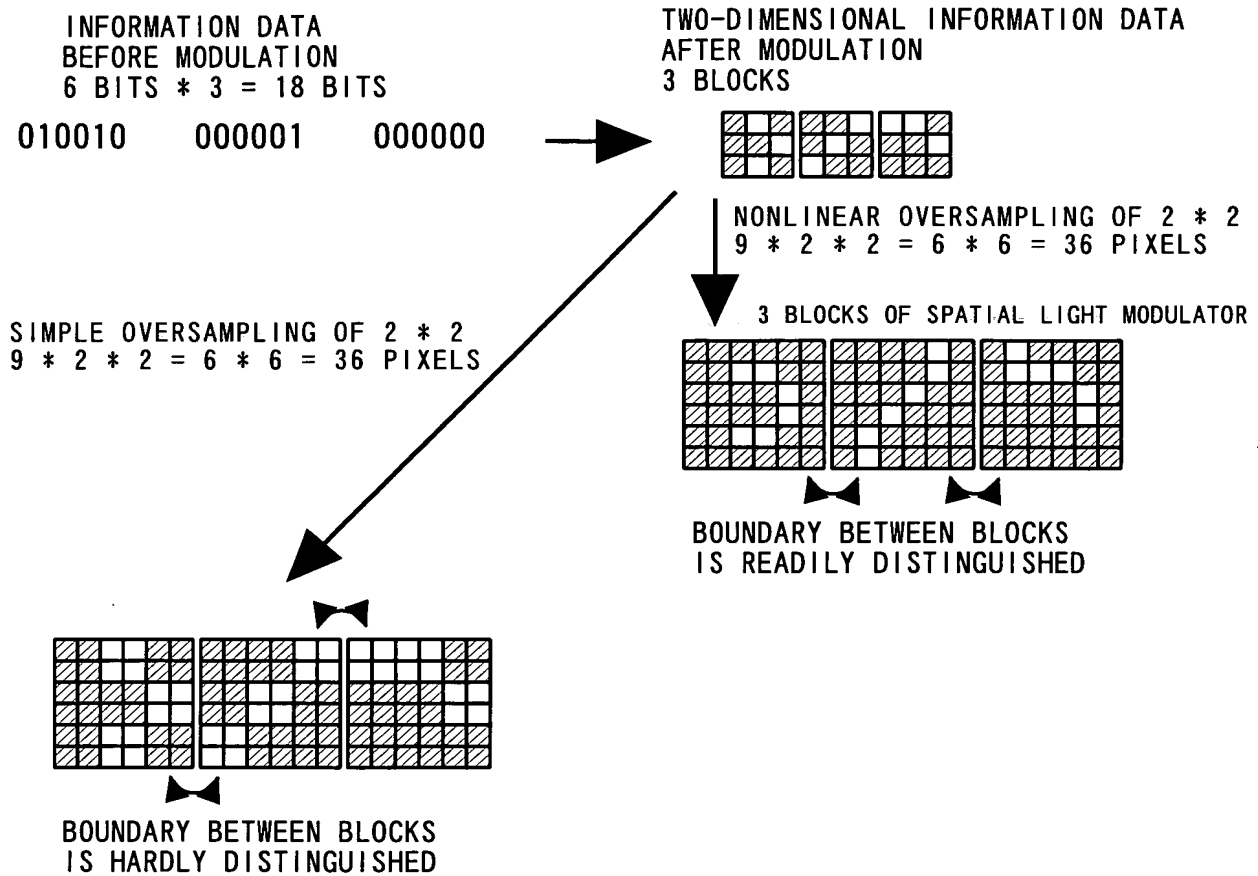 INFORMATION DATA
BEFORE MODULATION
6 BITS * 3 = 18 BITS
010010 000001 000000
TWO-DIMENSIONAL INFORMATION DATA
AFTER MODULATION
3 BLOCKS
NONLINEAR OVERSAMPLING OF 2 * 2
9 * 2 * 2 = 6 * 6 = 36 PIXELS
3 BLOCKS OF SPATIAL LIGHT MODULATOR
SIMPLE OVERSAMPLING OF 2 * 2
9 * 2 * 2 = 6 * 6 = 36 PIXELS
BOUNDARY BETWEEN BLOCKS
IS READILY DISTINGUISHED
BOUNDARY BETWEEN BLOCKS
IS HARDLY DISTINGUISHED